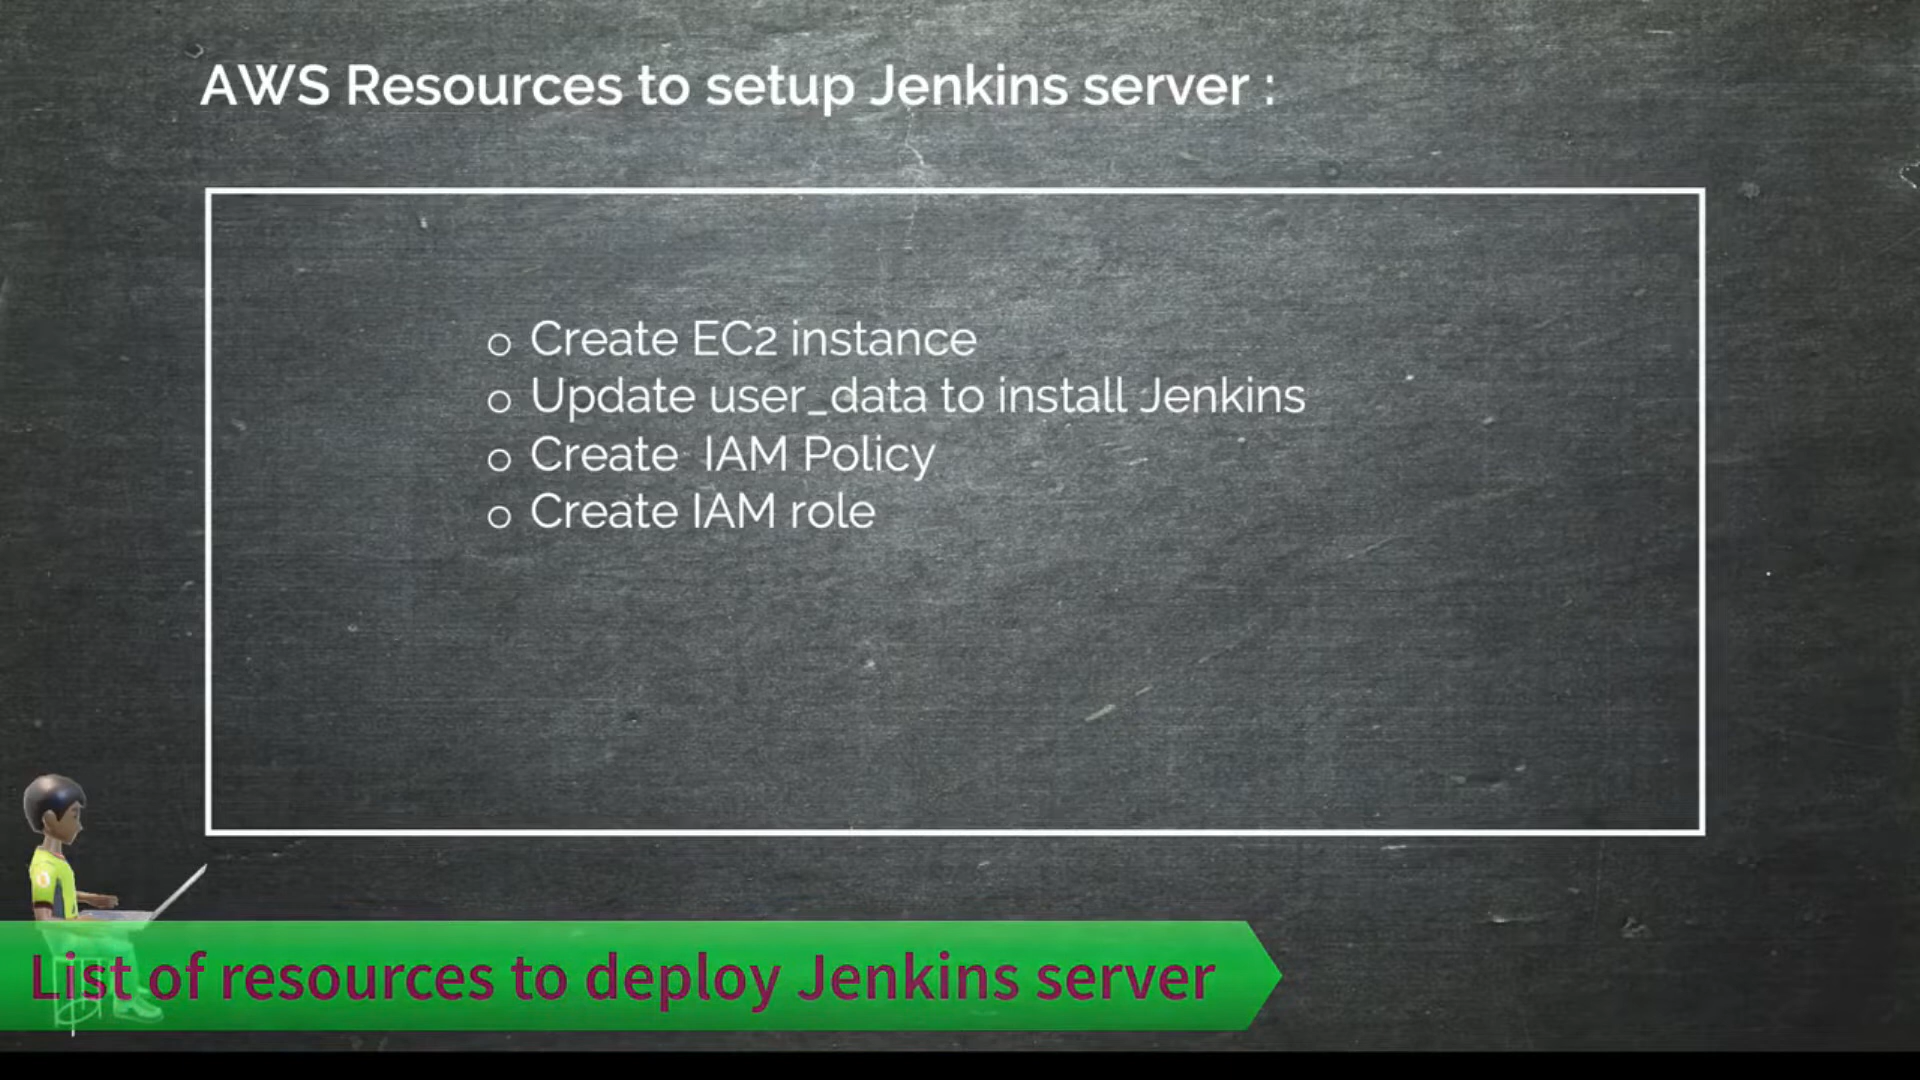 AWS Resources to setup Jenkins server :
o Create EC2 instance
o Update user_data to install Jenkins
o Create IAM Policy
o Create IAM role
List of resources to deploy Jenkins server